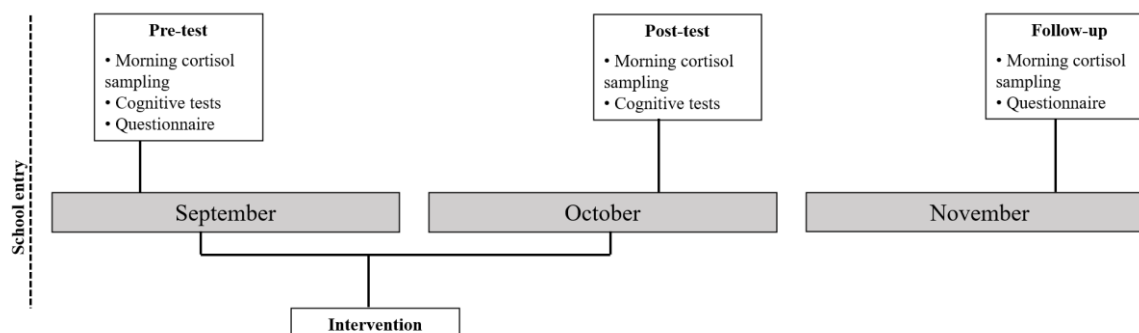 School entry
Pre-test
• Morning cortisol
sampling
• Cognitive tests
• Questionnaire
Post-test
• Morning cortisol
sampling
• Cognitive tests
Follow-up
• Morning cortisol
sampling
• Questionnaire
September
October
November
Intervention